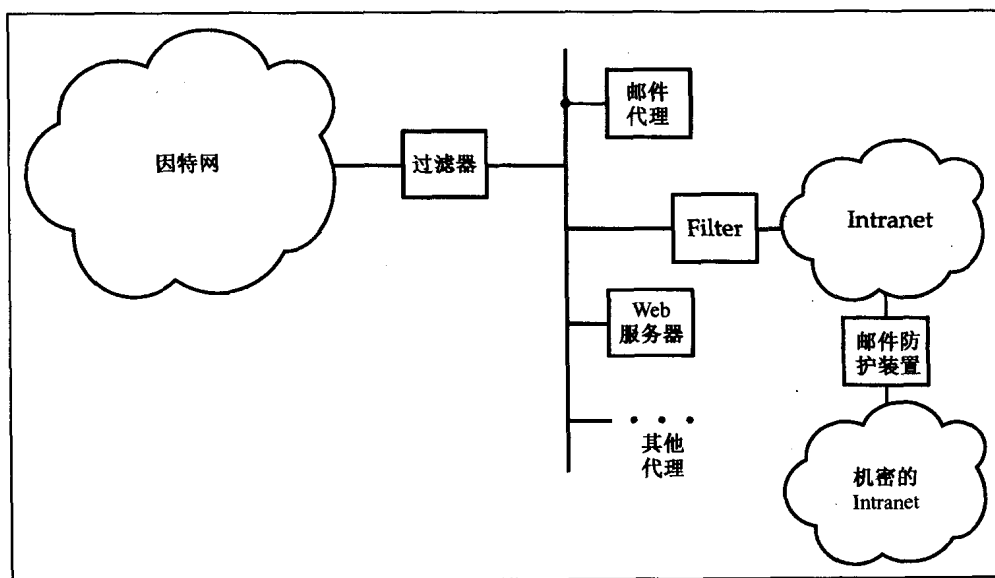 因特网
过滤器
邮件
代理
Filter
Intranet
Web
服务器
邮件防
护装置
其他
代理
机密的
Intranet